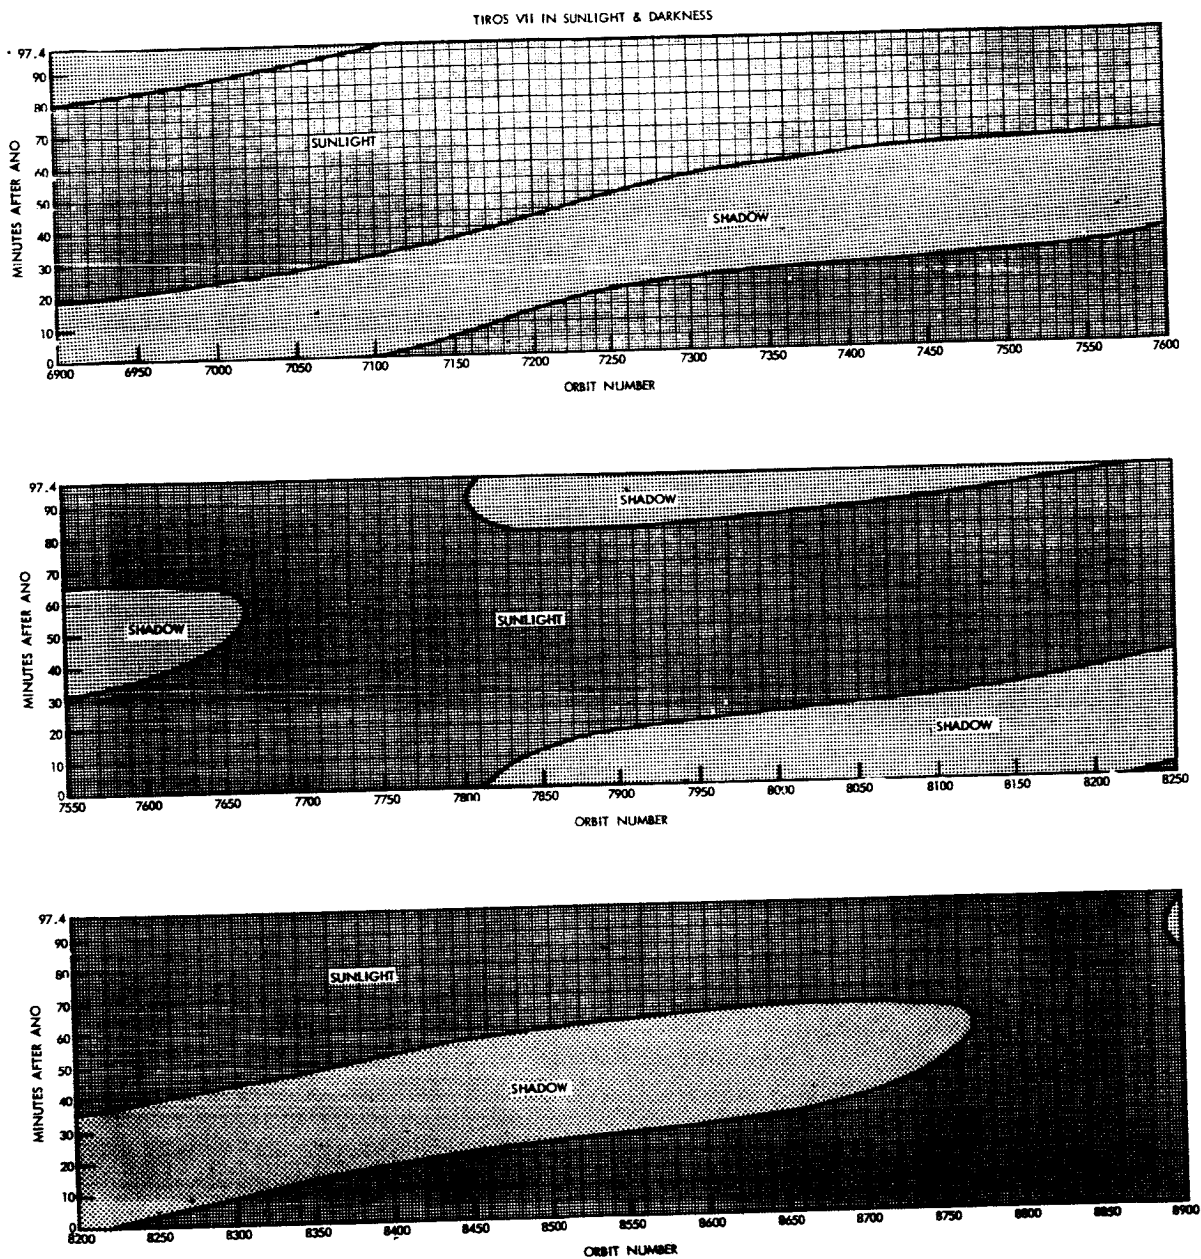 TIROS VII IN SUNLIGHT & DARKNESS
97.4
90
80
70
60
50
40
30
20
10
0
MINUTES AFTER ANO
SUNLIGHT
SHADOW
6900 6950 7000 7050 7100 7150 7200 7250 7300 7350 7400 7450 7500 7550 7600
ORBIT NUMBER
97.4
90
80
70
60
50
40
30
20
10
0
MINUTES AFTER ANO
SHADOW
SHADOW
SUNLIGHT
SHADOW
7550 7600 7650 7700 7750 7800 7850 7900 7950 8000 8050 8100 8150 8200 8250
ORBIT NUMBER
97.4
90
80
70
60
50
40
30
20
10
0
MINUTES AFTER ANO
SUNLIGHT
SHADOW
8200 8250 8300 8350 8400 8450 8500 8550 8600 8650 8700 8750 8800 8850 8900
ORBIT NUMBER